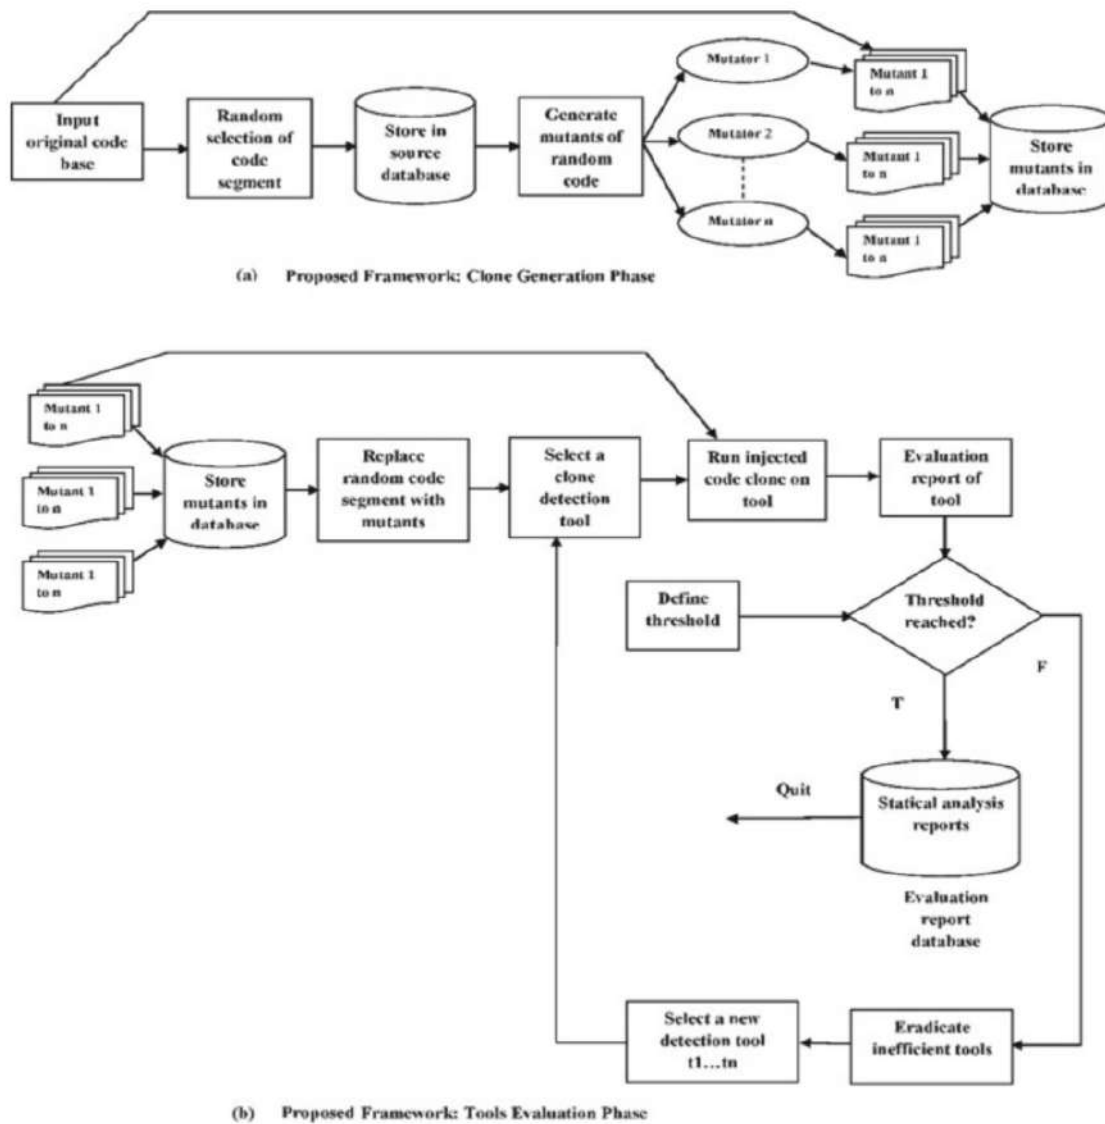 Input
original code
base
Random
selection of
code
segment
Store in
source
database
Generate
mutants of
random
code
Mutator 1
Mutator 2
Mutator n
Mutant 1
to n
Mutant 1
to n
Mutant 1
to n
Store
mutants in
database
(a) Proposed Framework: Clone Generation Phase
Mutant 1
to n
Mutant 1
to n
Mutant 1
to n
Store
mutants in
database
Replace
random code
segment with
mutants
Select a
clone
detection
tool
Run injected
code clone on
tool
Evaluation
report of
tool
Define
threshold
Threshold
reached?
F
T
Quit
Statical analysis
reports
Evaluation
report
database
Select a new
detection tool
t1...tn
Eradicate
inefficient tools
(b) Proposed Framework: Tools Evaluation Phase